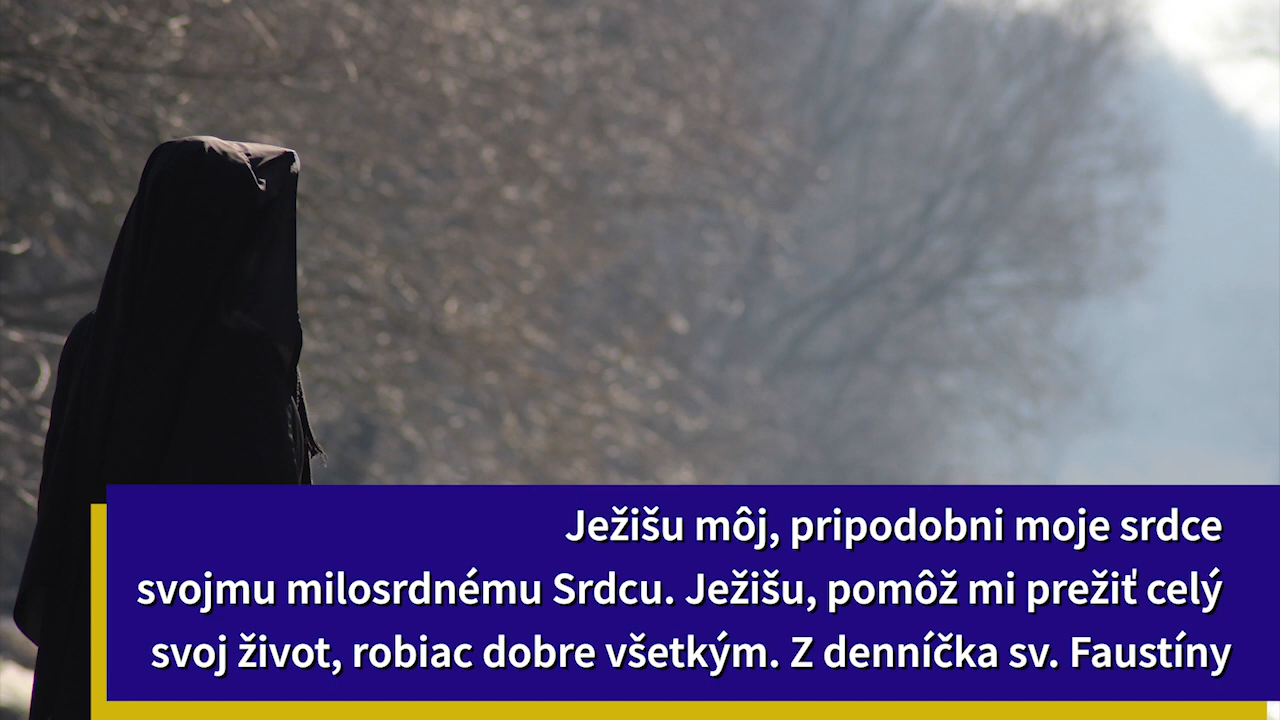 Ježišu môj, pripodobni moje srdce
svojmu milosrdnému Srdcu. Ježišu, pomôž mi prežiť celý
svoj život, robiac dobre všetkým. Z denníčka sv. Faustíny